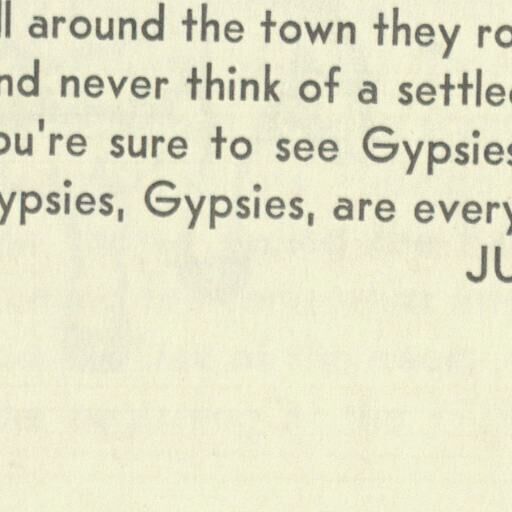 ll around the town they ro
nd never think of a settle
ou're sure to see Gypsies
ypsies, Gypsies, are every
JU